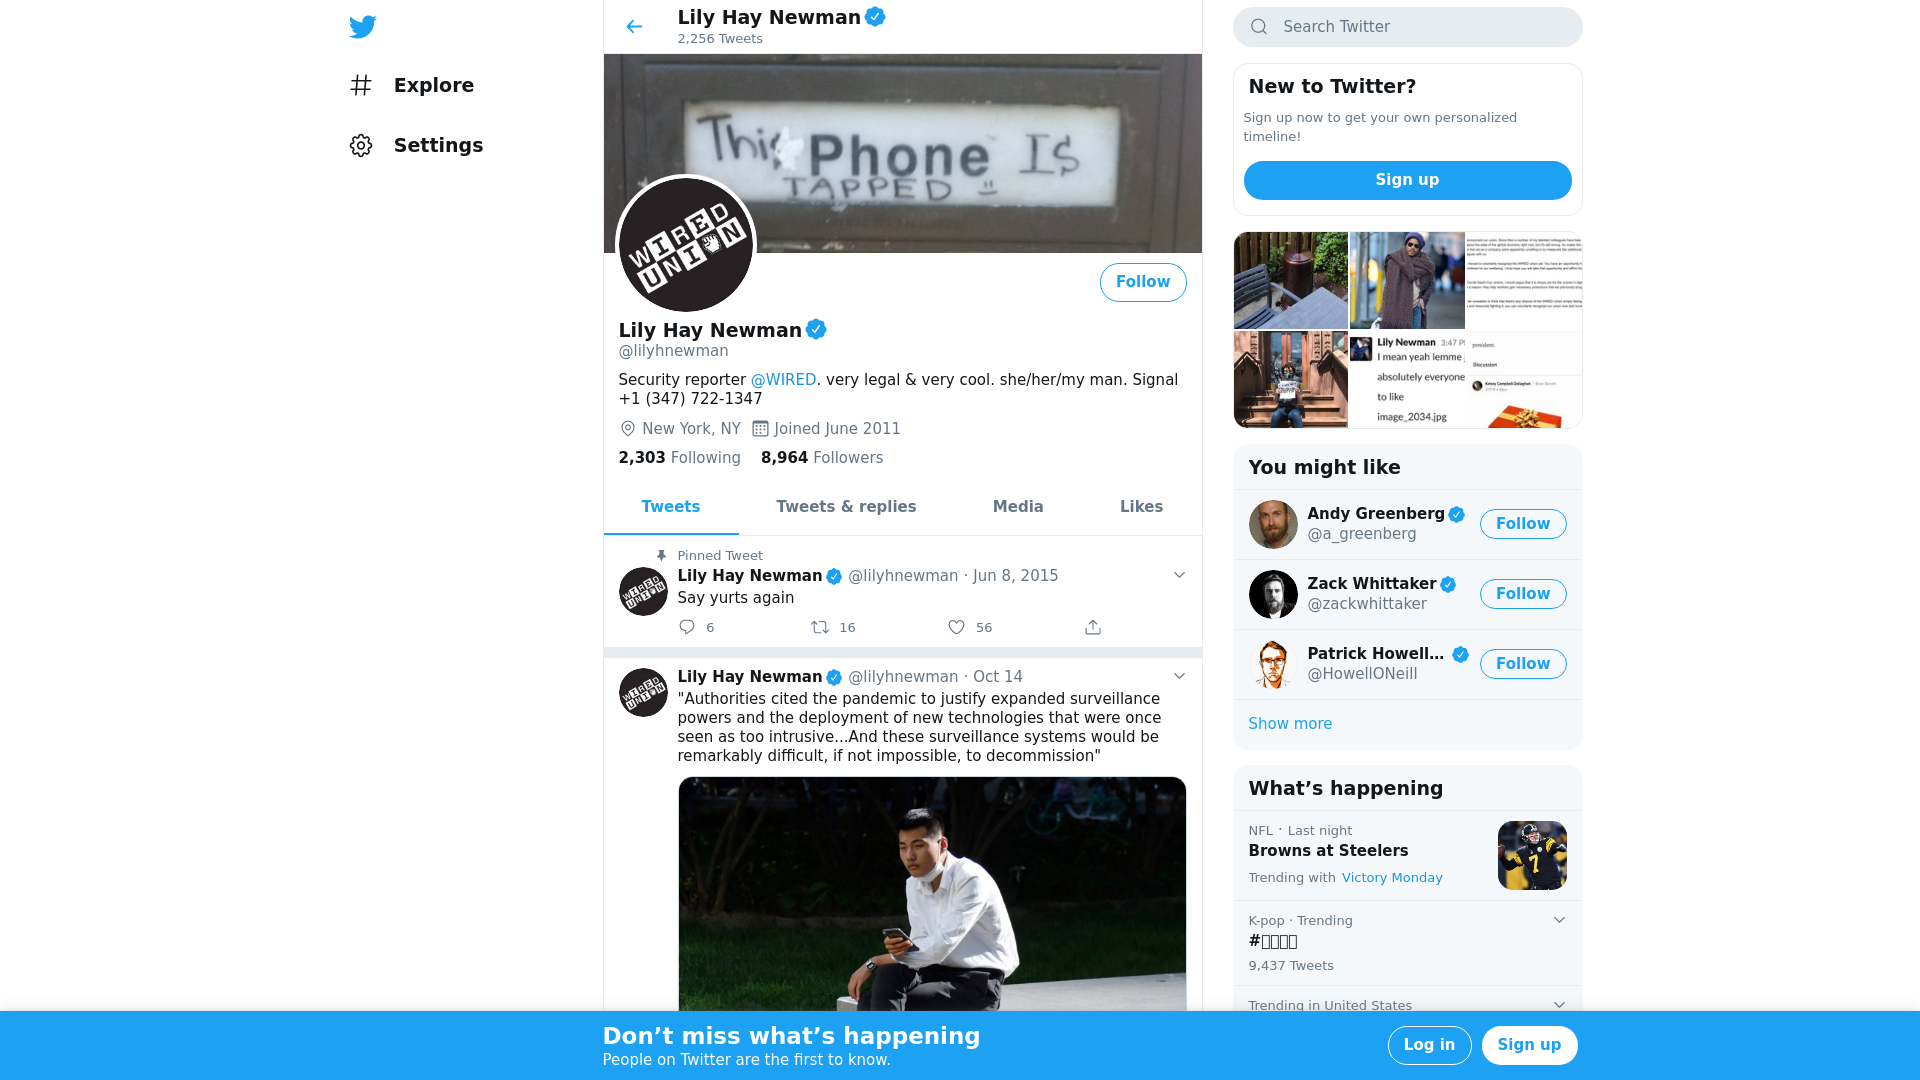 Explore
Settings
Lily Hay Newman
2,256 Tweets
This Phone Is
TAPPED
WIRED
UNION
Follow
Lily Hay Newman
@lilyhnewman
Security reporter @WIRED. very legal & very cool. she/her/my man. Signal
+1 (347) 722-1347
New York, NY Joined June 2011
2,303 Following 8,964 Followers
Tweets Tweets & replies Media Likes
Pinned Tweet
Lily Hay Newman @lilyhnewman · Jun 8, 2015
Say yurts again
6 16 56
Lily Hay Newman @lilyhnewman · Oct 14
"Authorities cited the pandemic to justify expanded surveillance
powers and the deployment of new technologies that were once
seen as too intrusive...And these surveillance systems would be
remarkably difficult, if not impossible, to decommission"
Search Twitter
New to Twitter?
Sign up now to get your own personalized
timeline!
Sign up
Lily Newman 3:47 P
I mean yeah lemme
absolutely everyone
to like
image_2034.jpg
president.
Discussion
You might like
Andy Greenberg
@a_greenberg
Follow
Zack Whittaker
@zackwhittaker
Follow
Patrick Howell...
@HowellONeill
Follow
Show more
What’s happening
NFL · Last night
Browns at Steelers
Trending with Victory Monday
7
K-pop · Trending
#
9,437 Tweets
Trending in United States
Don’t miss what’s happening
People on Twitter are the first to know.
Log in
Sign up